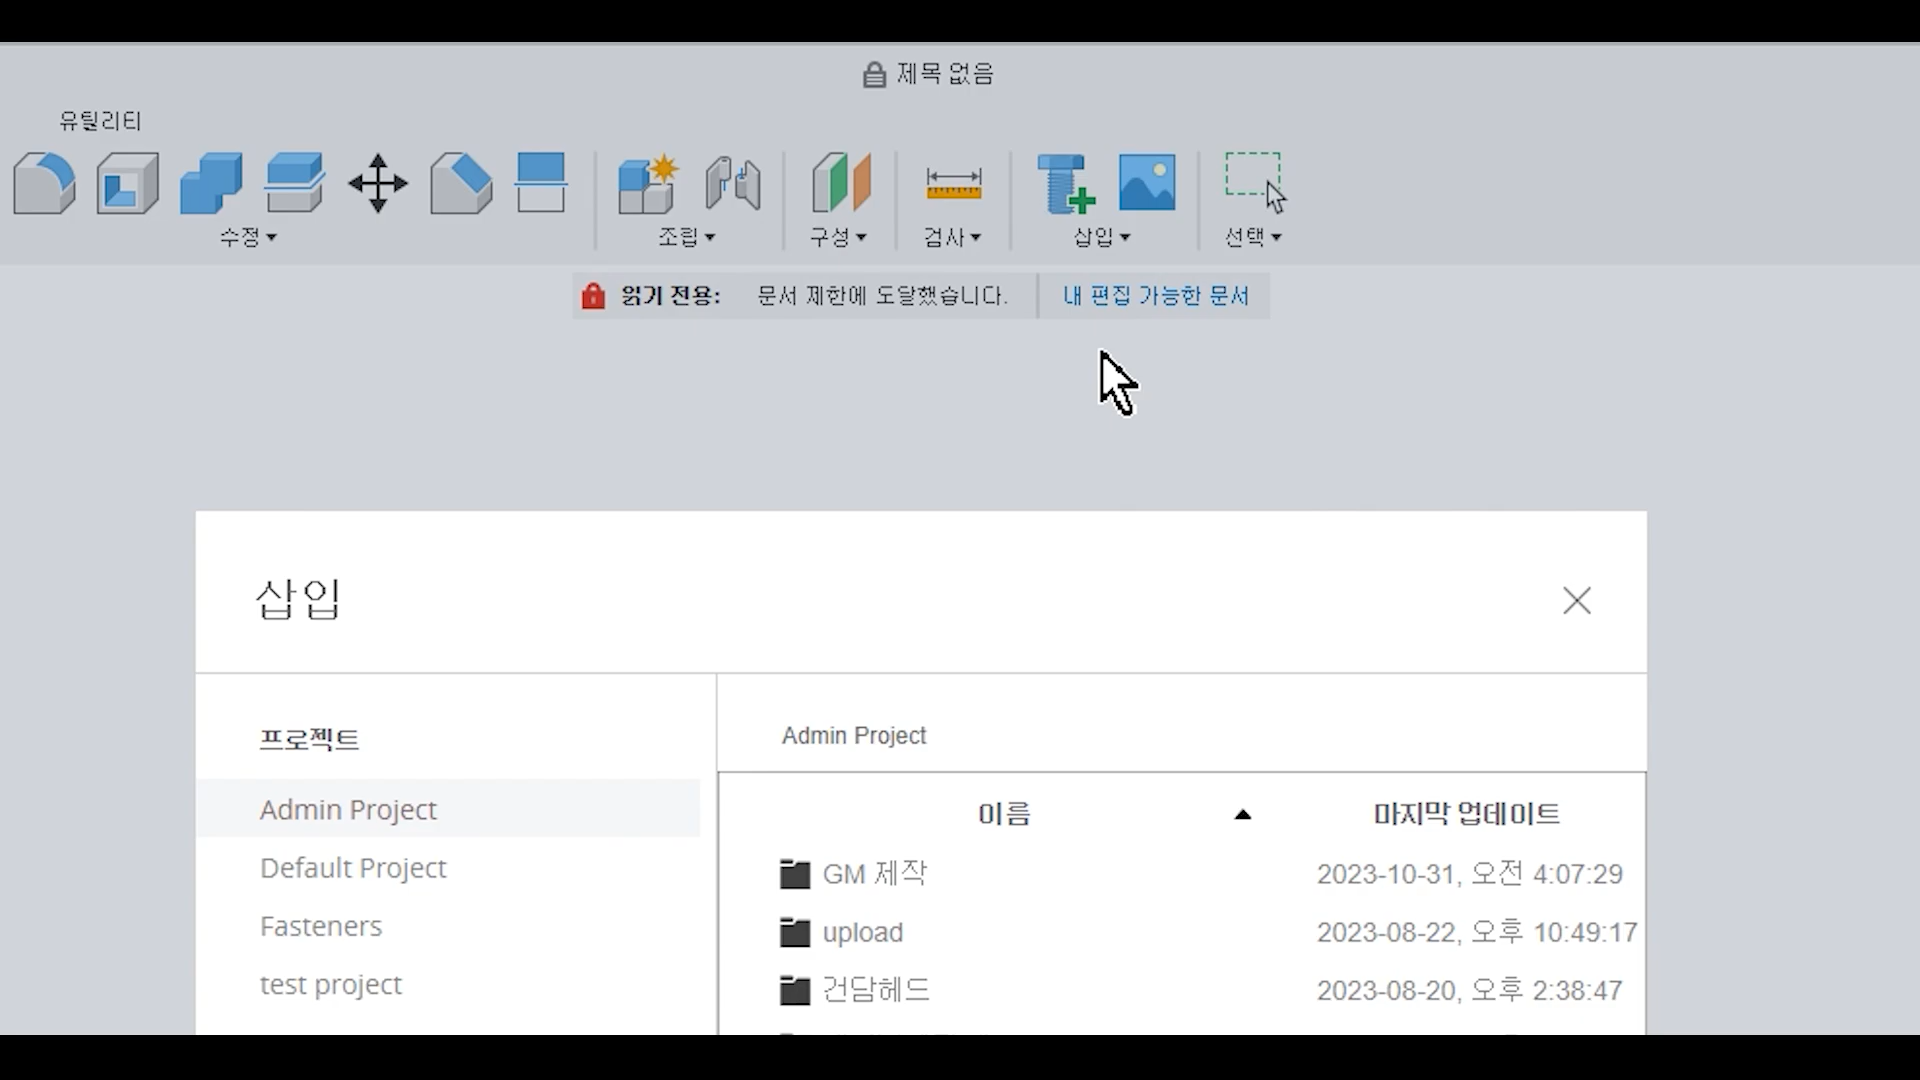 제목 없음
유틸리티
수정 조립 구성 검사 삽입 선택
읽기 전용: 문서 제한에 도달했습니다. 내 편집 가능한 문서
삽입
프로젝트
Admin Project
Default Project
Fasteners
test project
Admin Project
이름 마지막 업데이트
GM 제작 2023-10-31, 오전 4:07:29
upload 2023-08-22, 오후 10:49:17
건담헤드 2023-08-20, 오후 2:38:47